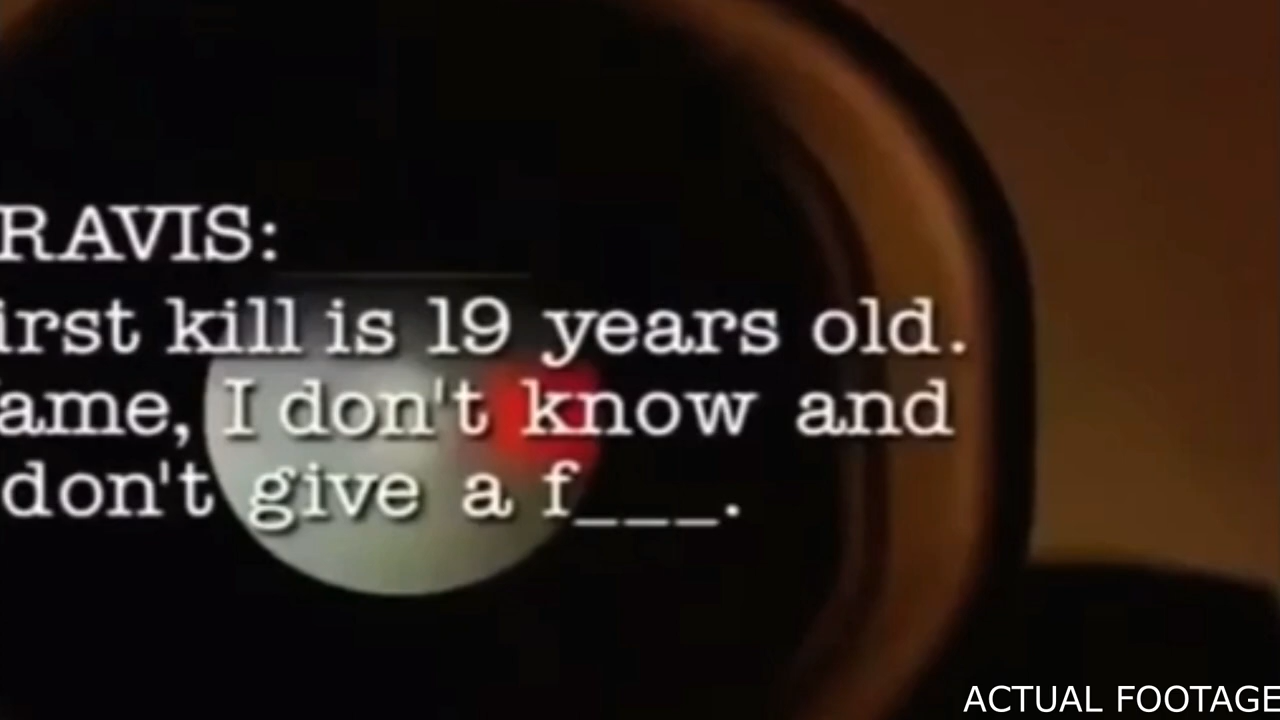 RAVIS:
irst kill is 19 years old.
ame, I don't know and
don't give a f___.
ACTUAL FOOTAGE